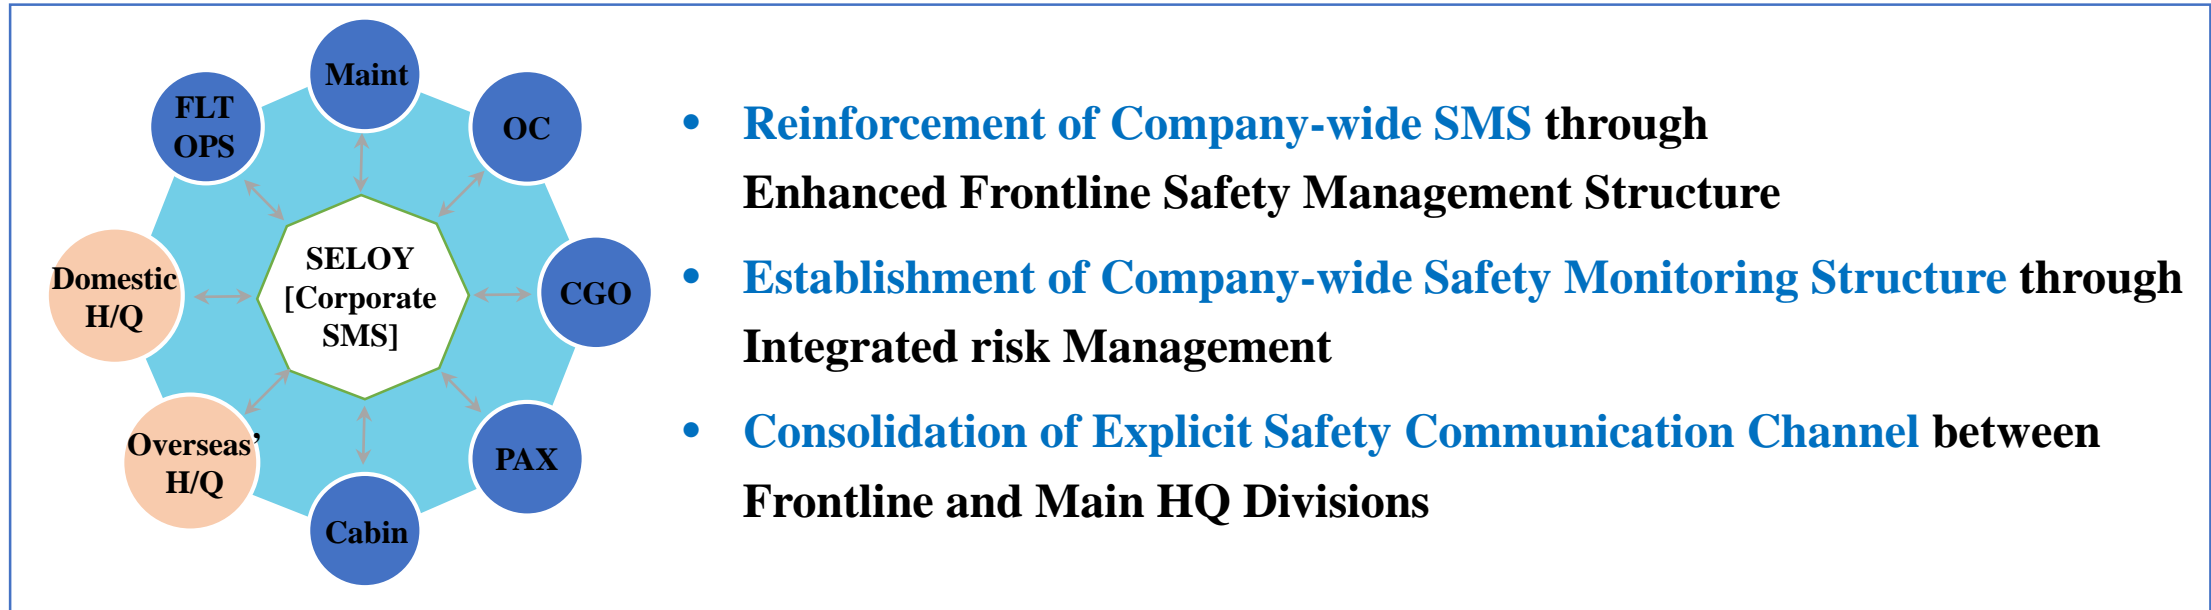 Maint
FLT
OPS
OC
Domestic
H/Q
SELOY
[Corporate
SMS]
CGO
Overseas’
H/Q
PAX
Cabin
• Reinforcement of Company-wide SMS through
Enhanced Frontline Safety Management Structure
• Establishment of Company-wide Safety Monitoring Structure through
Integrated risk Management
• Consolidation of Explicit Safety Communication Channel between
Frontline and Main HQ Divisions